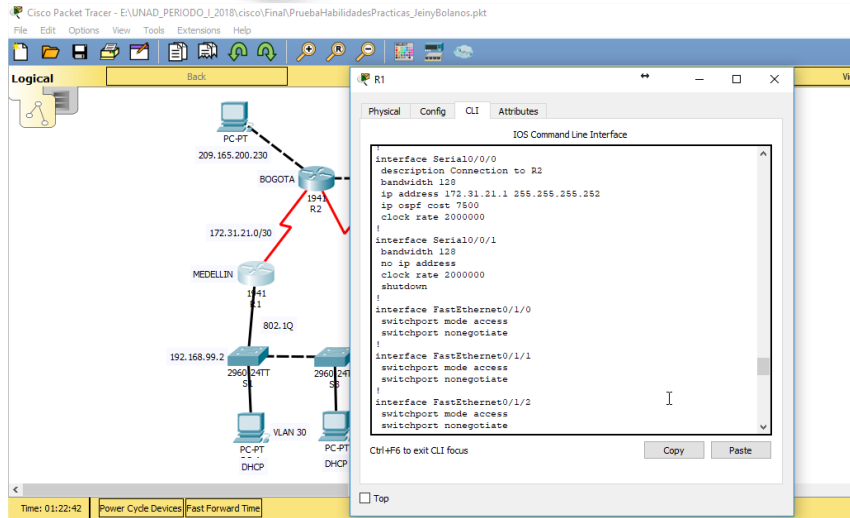 Cisco Packet Tracer - E:\UNAD_PERIODO_I_2018\cisco\Final\PruebaHabilidadesPracticas_JeinyBolanos.pkt
File Edit Options View Tools Extensions Help
Logical
Back
Vi
PC-PT
209.165.200.230
BOGOTA
1941
R2
172.31.21.0/30
MEDELLIN
1941
R1
802.1Q
192.168.99.2
2960-24TT
S1
2960-24T
S3
VLAN 30
PC-PT
DHCP
PC-PT
DHCP
R1
Physical Config CLI Attributes
IOS Command Line Interface
!
interface Serial0/0/0
description Connection to R2
bandwidth 128
ip address 172.31.21.1 255.255.255.252
ip ospf cost 7500
clock rate 2000000
!
interface Serial0/0/1
bandwidth 128
no ip address
clock rate 2000000
shutdown
!
interface FastEthernet0/1/0
switchport mode access
switchport nonegotiate
!
interface FastEthernet0/1/1
switchport mode access
switchport nonegotiate
!
interface FastEthernet0/1/2
switchport mode access
switchport nonegotiate
Ctrl+F6 to exit CLI focus
Copy Paste
Top
Time: 01:22:42 Power Cycle Devices Fast Forward Time